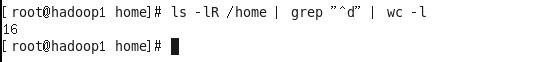 [root@hadoop1 home]# ls -lR /home | grep "^d" | wc -l
16
[root@hadoop1 home]#